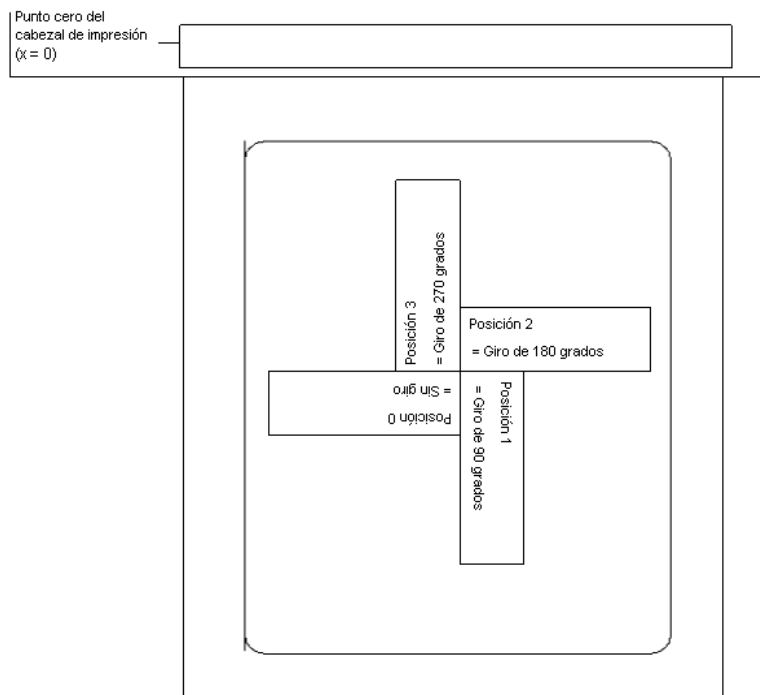 Punto cero del
cabezal de impresión
(x = 0)
Posición 3
= Giro de 270 grados
Posición 2
= Giro de 180 grados
Posición 0
= Sin giro
Posición 1
= Giro de 90 grados